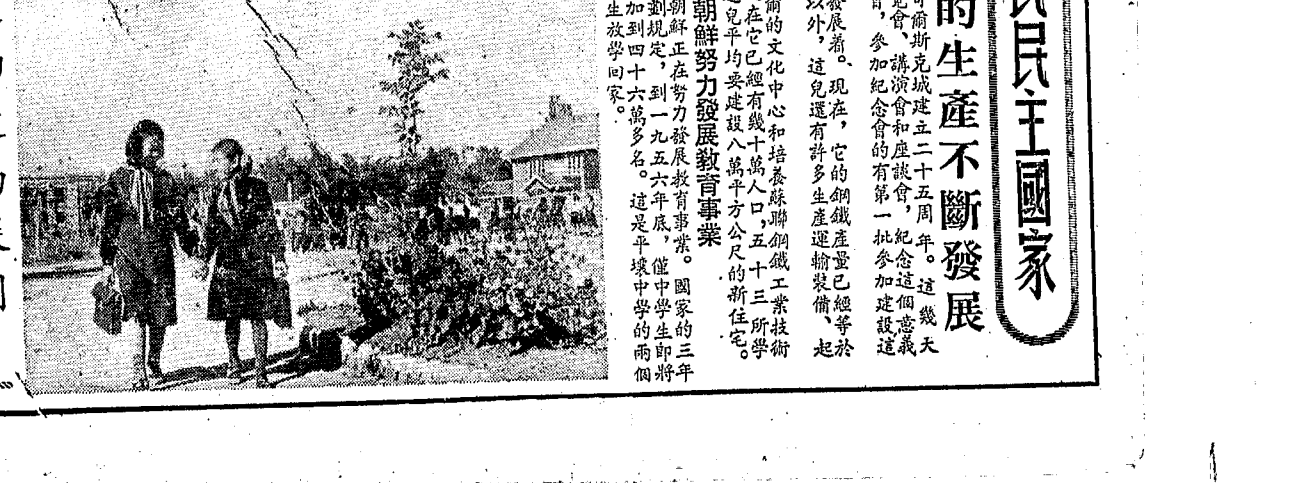 民民主國家
的生產不斷發展
可爾斯克城建立二十五周年。這幾天
覽會、講演會和座談會，紀念這個意義
會，參加紀念會的有第一批參加建設這
發展着。現在，它的鋼鐵產量已經等於
以外，這兒還有許多生產運輸裝備、起
爾的文化中心和培養蘇聯鋼鐵工業技術
在它已經有幾十萬人口，五十三所學
這兒平均要建設八萬平方公尺的新住宅。
朝鮮努力發展教育事業
朝鮮正在努力發展教育事業。國家的三年
劃規定，到一九五六年底，僅中學生即將
加到四十六萬多名。這是平壤中學的兩個
生放學回家。